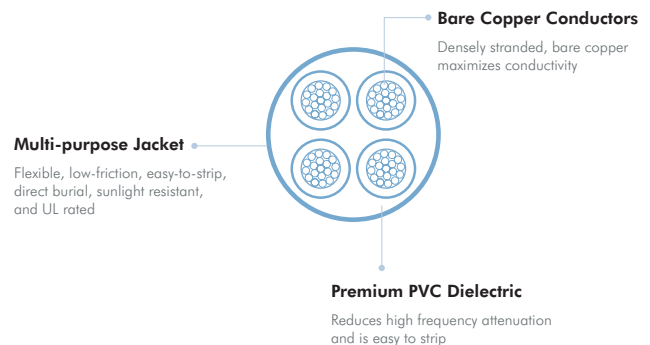 Bare Copper Conductors
Densely stranded, bare copper
maximizes conductivity
Multi-purpose Jacket
Flexible, low-friction, easy-to-strip,
direct burial, sunlight resistant,
and UL rated
Premium PVC Dielectric
Reduces high frequency attenuation
and is easy to strip